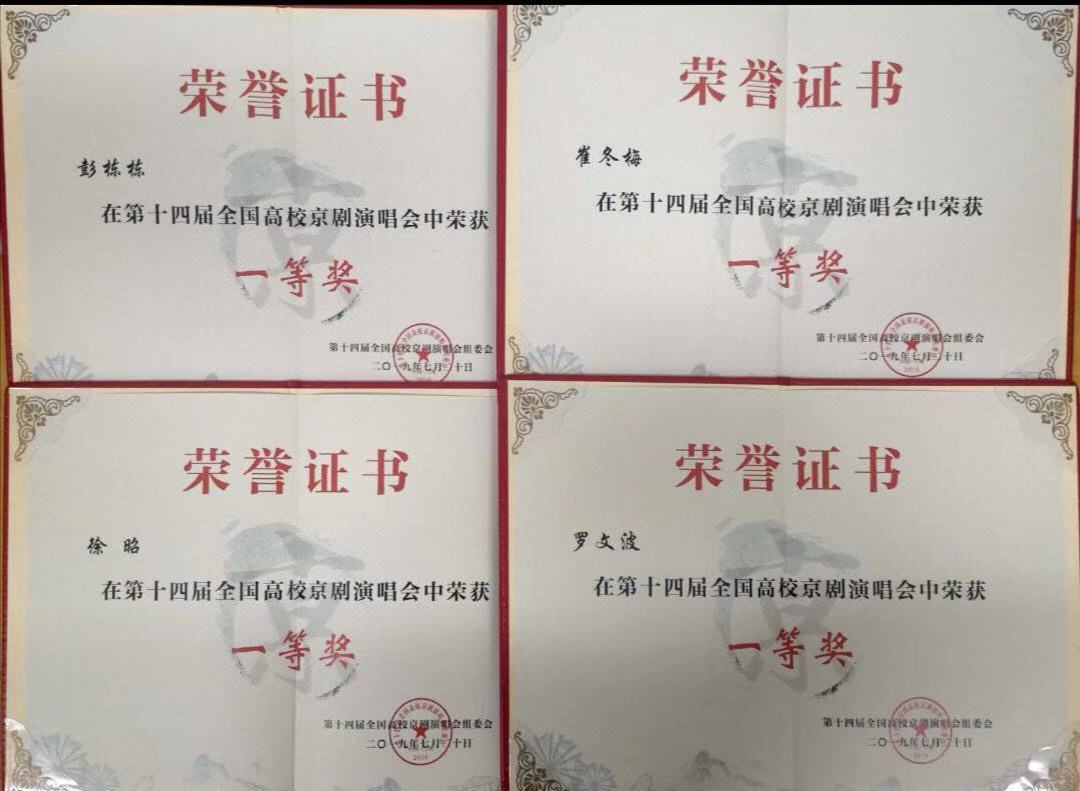 荣誉证书
彭栋栋
在第十四届全国高校京剧演唱会中荣获
一等奖
第十四届全国高校京剧演唱会组委会
二〇一九年七月二十日
荣誉证书
崔冬梅
在第十四届全国高校京剧演唱会中荣获
一等奖
第十四届全国高校京剧演唱会组委会
二〇一九年七月二十日
荣誉证书
徐昭
在第十四届全国高校京剧演唱会中荣获
一等奖
第十四届全国高校京剧演唱会组委会
二〇一九年七月二十日
荣誉证书
罗文波
在第十四届全国高校京剧演唱会中荣获
一等奖
第十四届全国高校京剧演唱会组委会
二〇一九年七月二十日